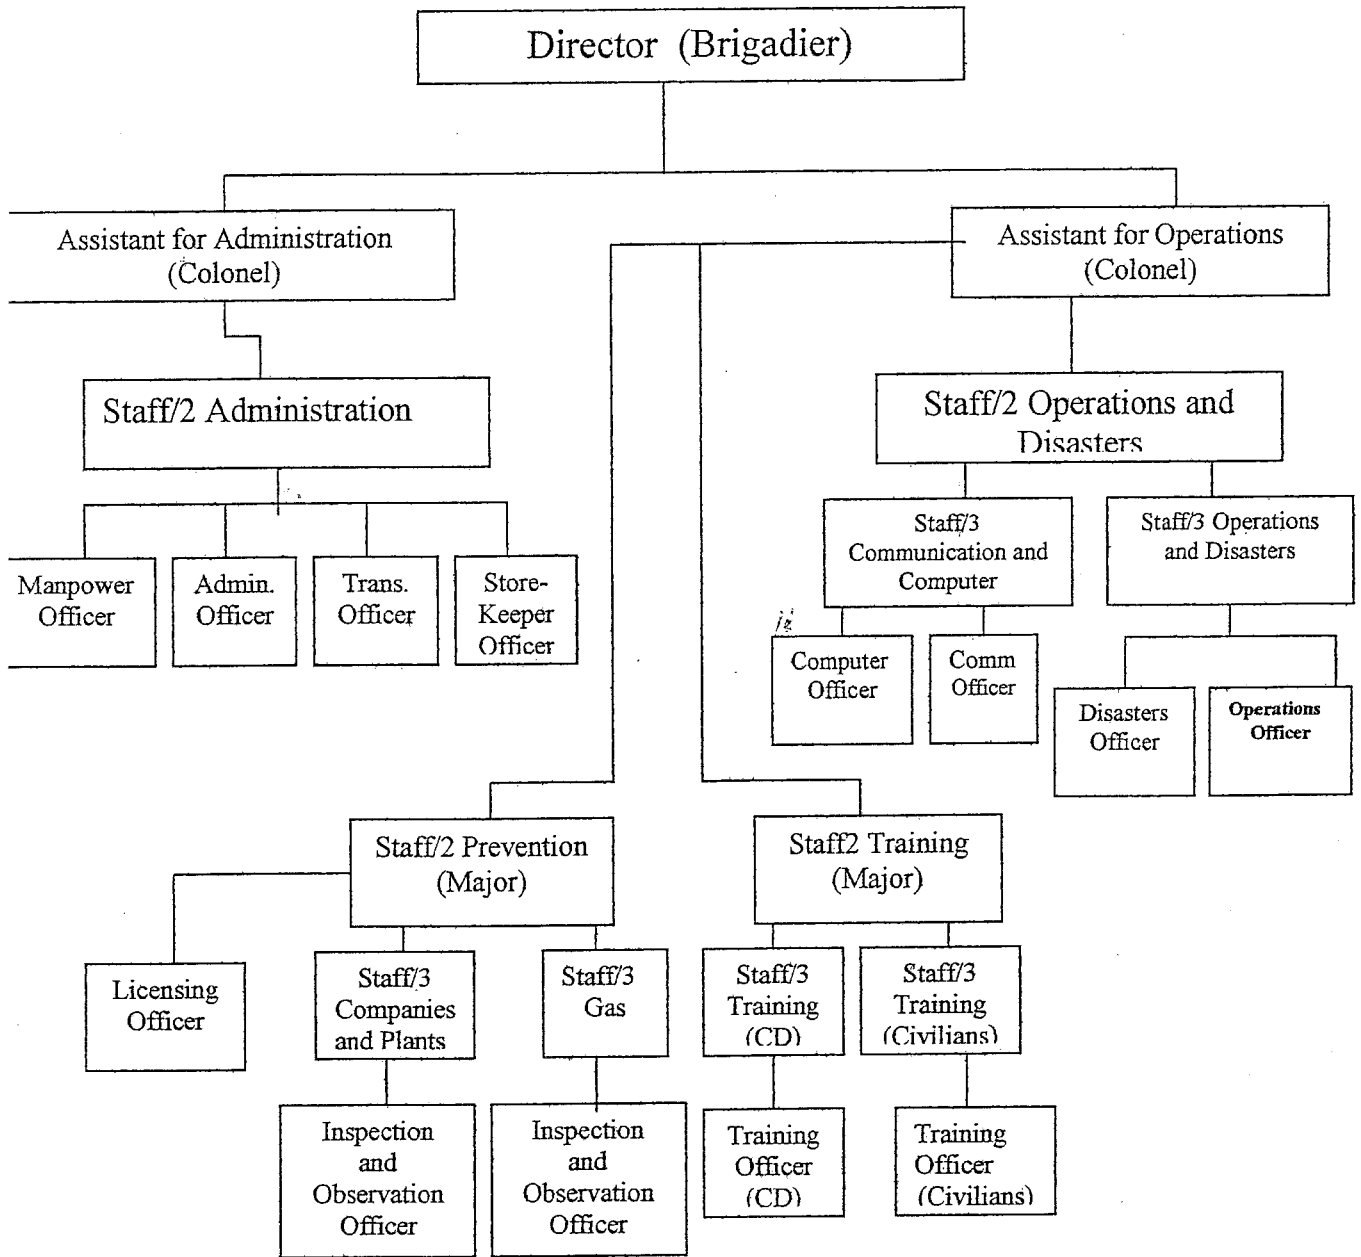 Director (Brigadier)
Assistant for Administration
(Colonel)
Assistant for Operations
(Colonel)
Staff/2 Administration
Staff/2 Operations and
Disasters
Manpower
Officer
Admin.
Officer
Trans.
Officer
Store-
Keeper
Officer
Staff/3
Communication and
Computer
Staff/3 Operations
and Disasters
Computer
Officer
Comm
Officer
Disasters
Officer
Operations
Officer
Staff/2 Prevention
(Major)
Staff2 Training
(Major)
Licensing
Officer
Staff/3
Companies
and Plants
Staff/3
Gas
Staff/3
Training
(CD)
Staff/3
Training
(Civilians)
Inspection
and
Observation
Officer
Inspection
and
Observation
Officer
Training
Officer
(CD)
Training
Officer
(Civilians)